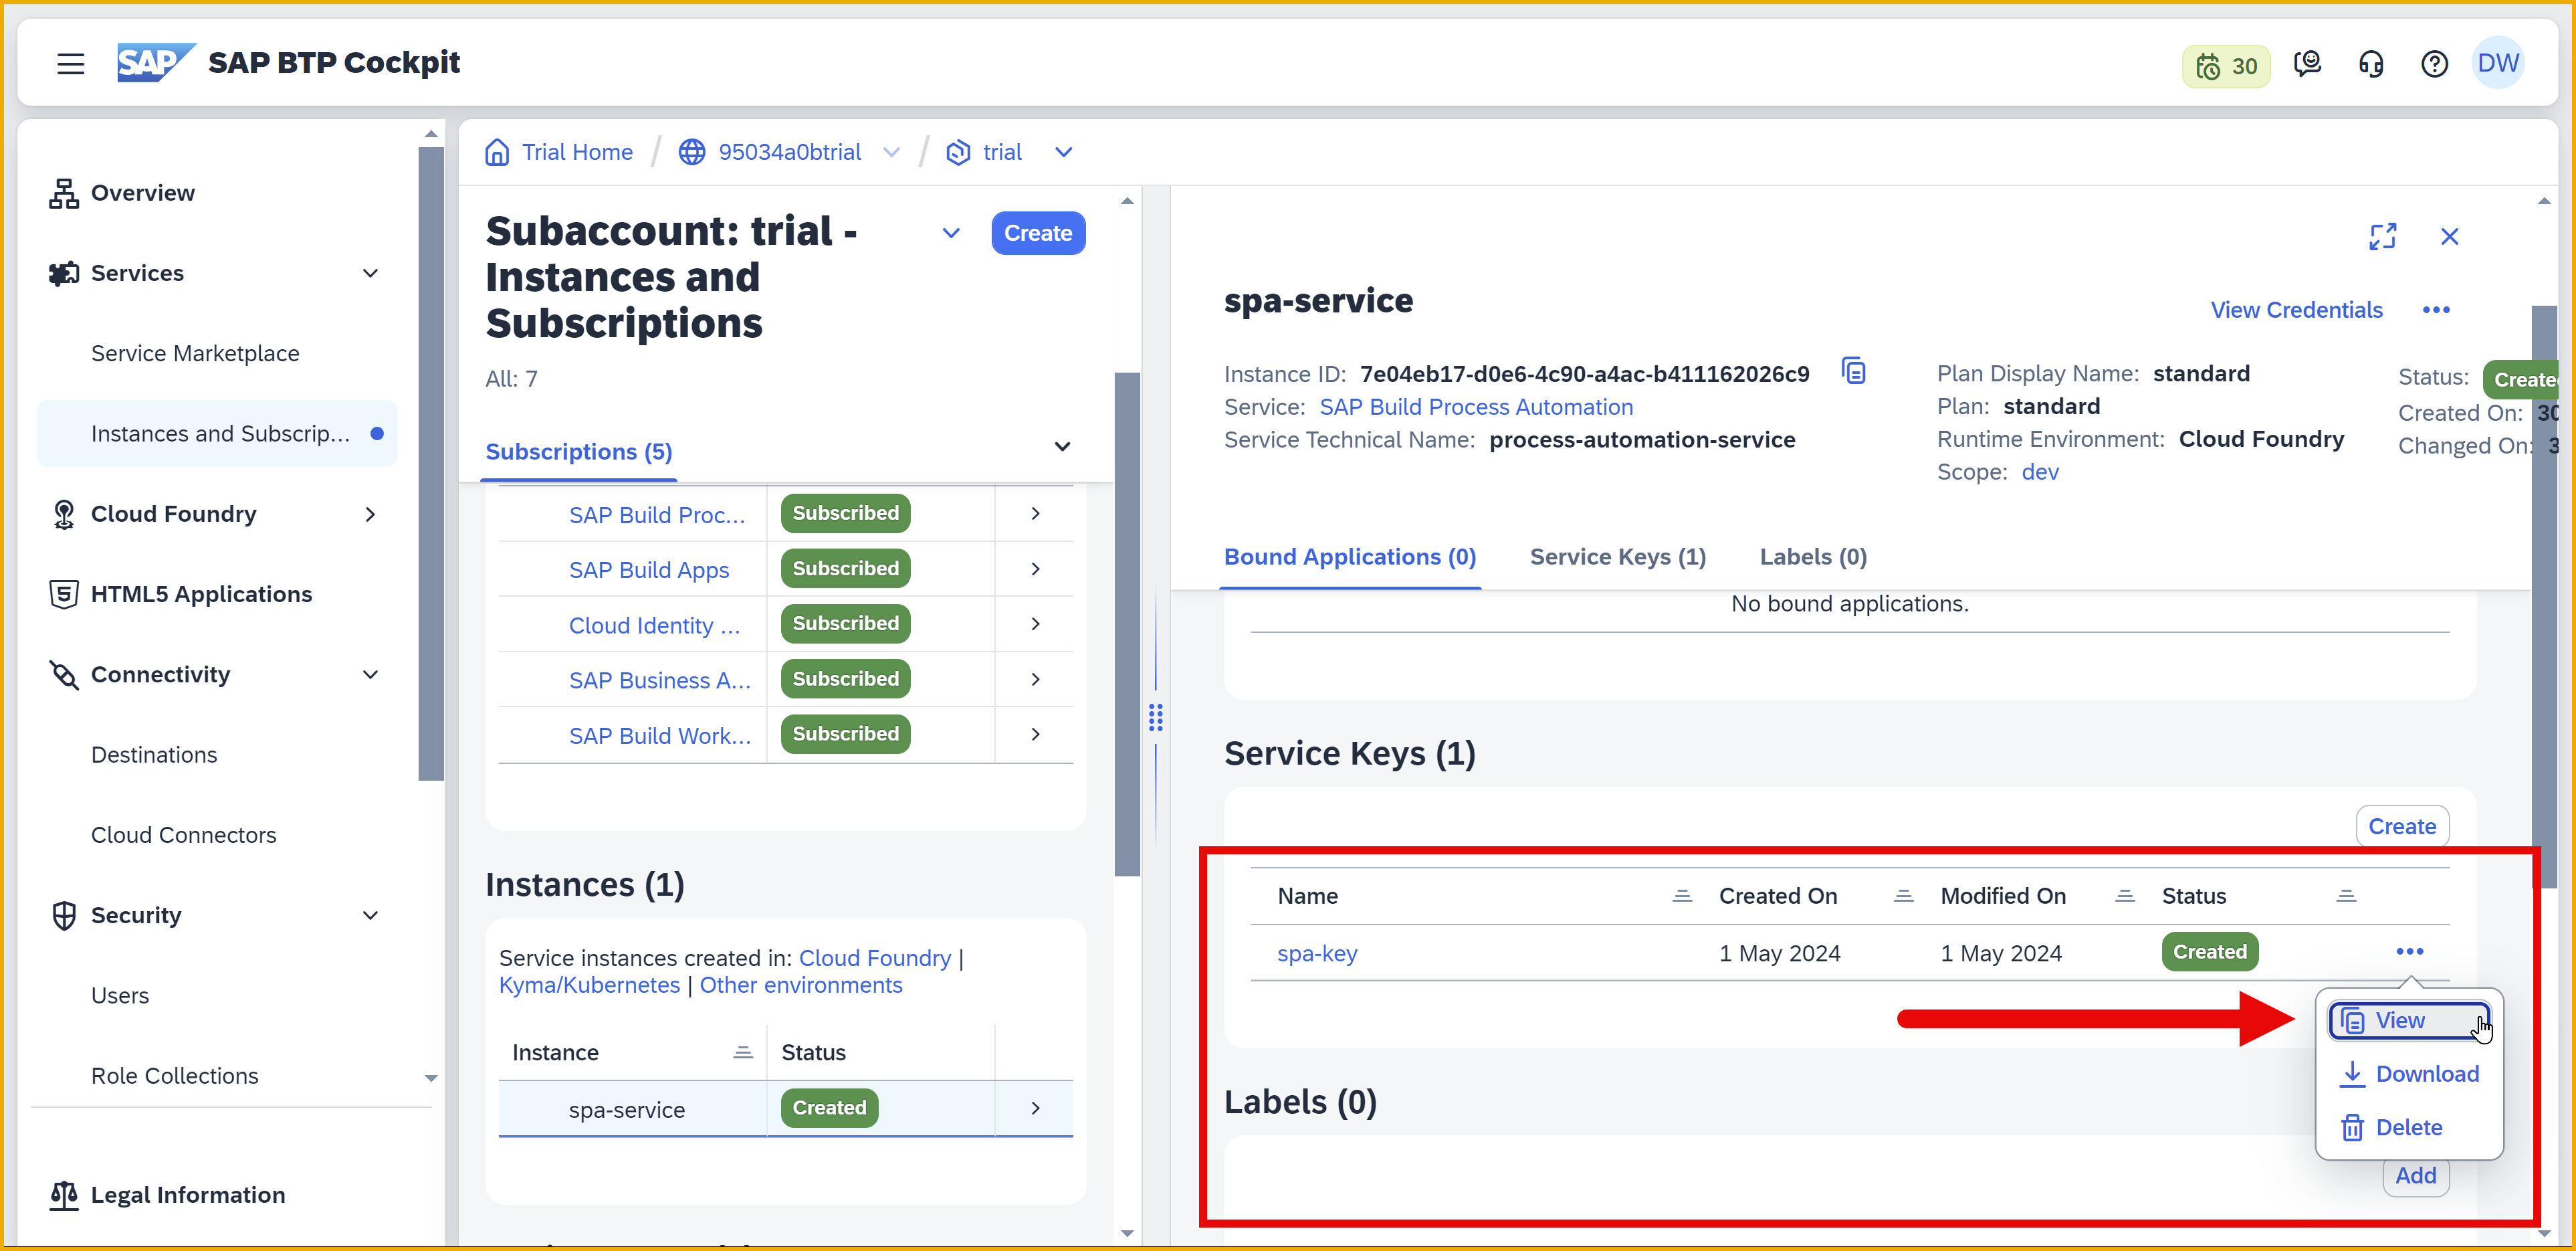 SAP SAP BTP Cockpit
30
DW
Overview
Services
Service Marketplace
Instances and Subscrip...
Cloud Foundry
HTML5 Applications
Connectivity
Destinations
Cloud Connectors
Security
Users
Role Collections
Legal Information
Trial Home / 95034a0btrial / trial
Subaccount: trial -
Instances and
Subscriptions
Create
All: 7
Subscriptions (5)
SAP Build Proc... Subscribed
SAP Build Apps Subscribed
Cloud Identity ... Subscribed
SAP Business A... Subscribed
SAP Build Work... Subscribed
Instances (1)
Service instances created in: Cloud Foundry |
Kyma/Kubernetes | Other environments
Instance Status
spa-service Created
spa-service
View Credentials
Instance ID: 7e04eb17-d0e6-4c90-a4ac-b411162026c9
Service: SAP Build Process Automation
Service Technical Name: process-automation-service
Plan Display Name: standard
Plan: standard
Runtime Environment: Cloud Foundry
Scope: dev
Status: Create
Created On: 30
Changed On: 3
Bound Applications (0) Service Keys (1) Labels (0)
No bound applications.
Service Keys (1)
Create
Name Created On Modified On Status
spa-key 1 May 2024 1 May 2024 Created
View
Download
Delete
Labels (0)
Add